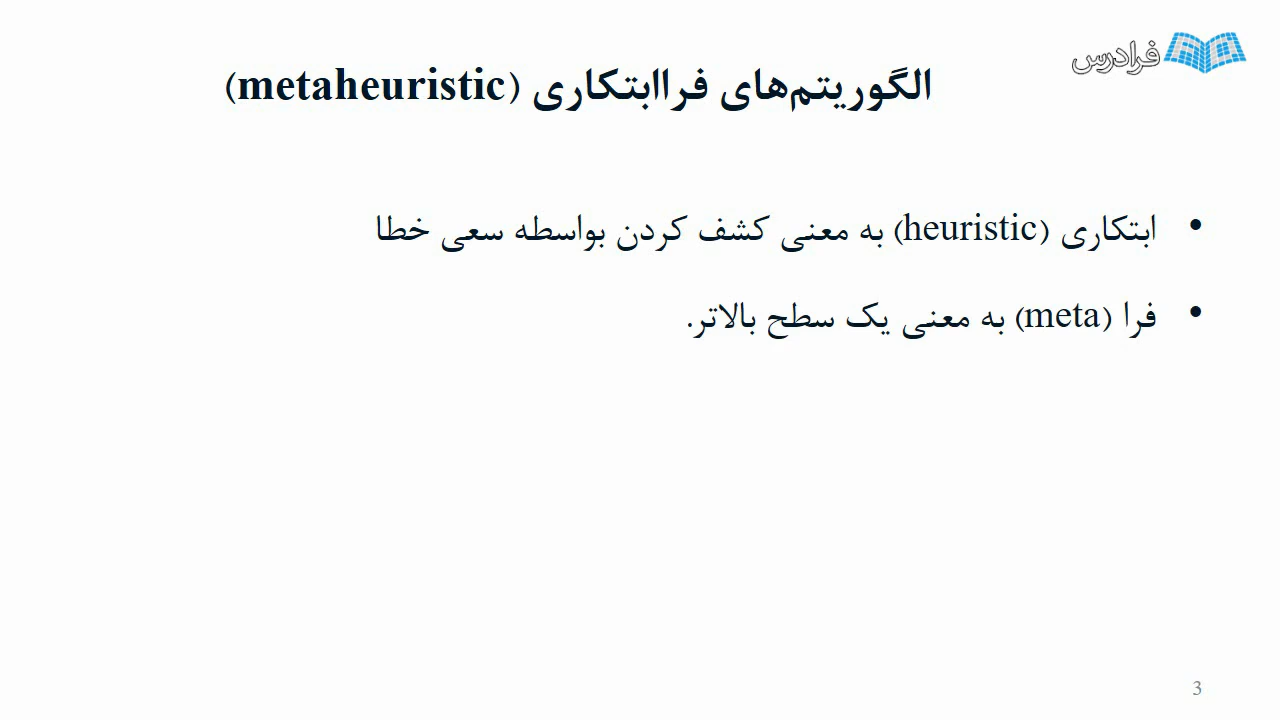 فرادرس
الگوریتم‌های فراابتکاری (metaheuristic)
• ابتکاری (heuristic) به معنی کشف کردن بواسطه سعی خطا
• فرا (meta) به معنی یک سطح بالاتر.
3